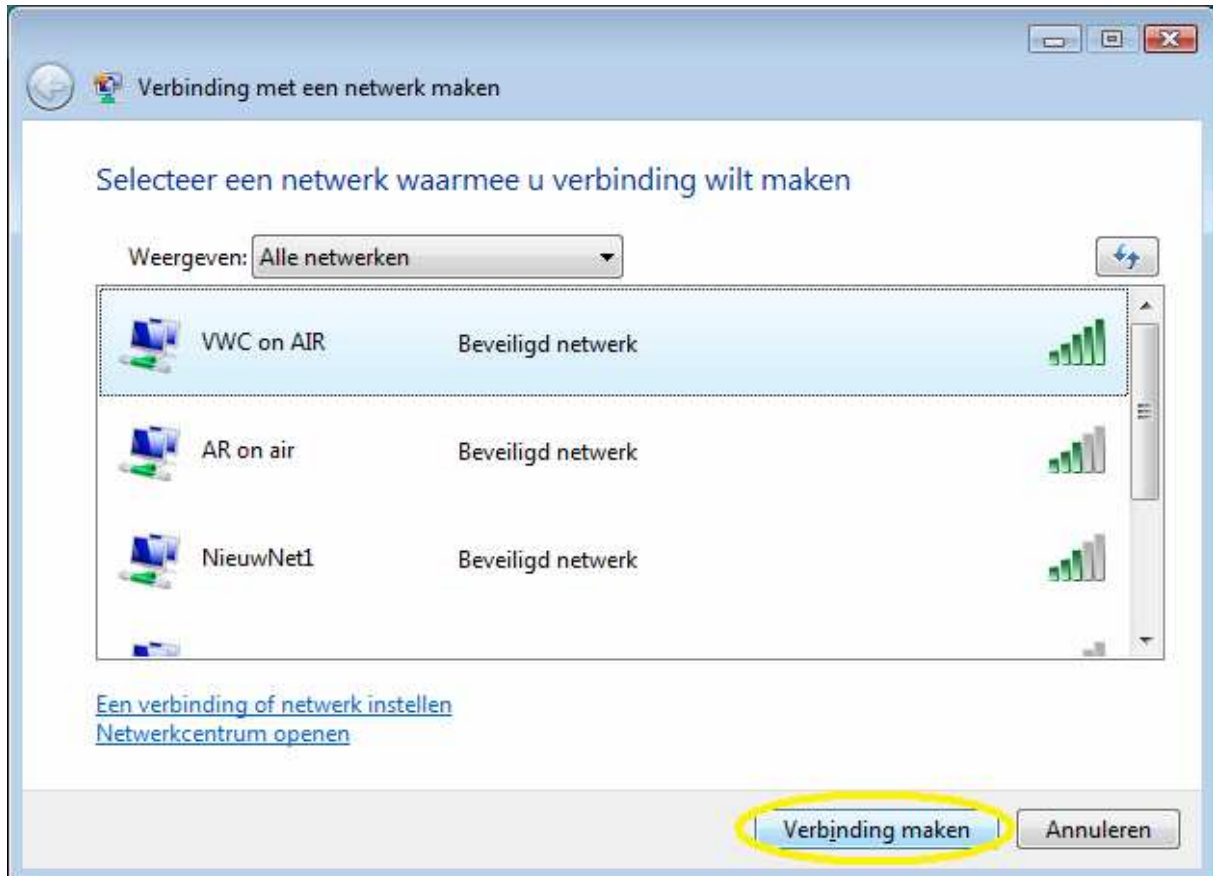 Verbinding met een netwerk maken
Selecteer een netwerk waarmee u verbinding wilt maken
Weergeven: Alle netwerken
VWC on AIR Beveiligd netwerk
AR on air Beveiligd netwerk
NieuwNet1 Beveiligd netwerk
Een verbinding of netwerk instellen
Netwerkcentrum openen
Verbinding maken Annuleren